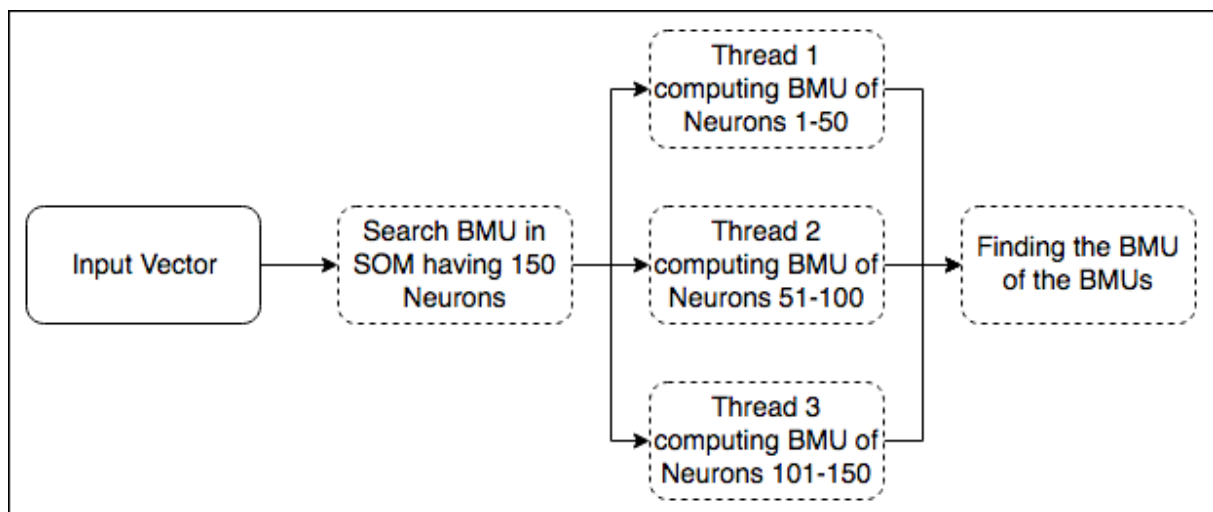 Input Vector
Search BMU in
SOM having 150
Neurons
Thread 1
computing BMU of
Neurons 1-50
Thread 2
computing BMU of
Neurons 51-100
Thread 3
computing BMU of
Neurons 101-150
Finding the BMU
of the BMUs